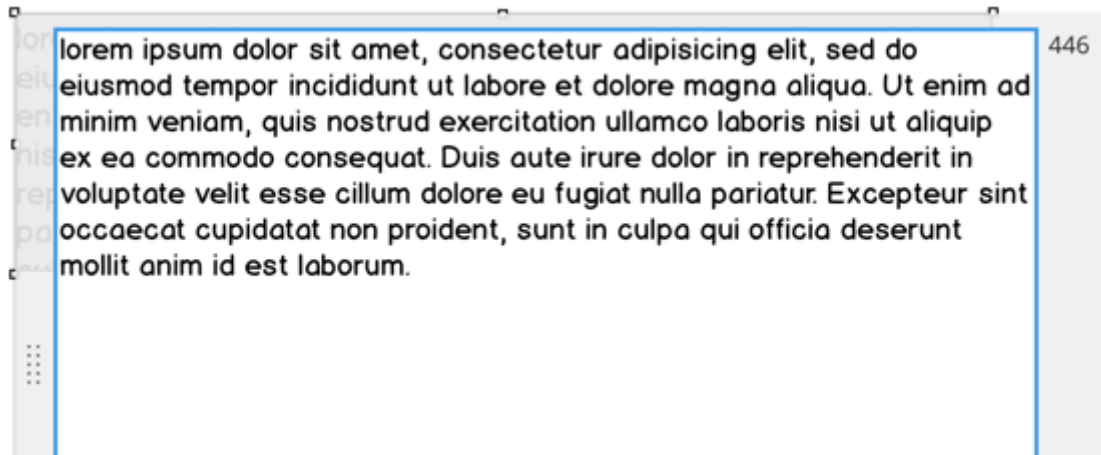 lorem ipsum dolor sit amet, consectetur adipisicing elit, sed do
eiusmod tempor incididunt ut labore et dolore magna aliqua. Ut enim ad
minim veniam, quis nostrud exercitation ullamco laboris nisi ut aliquip
ex ea commodo consequat. Duis aute irure dolor in reprehenderit in
voluptate velit esse cillum dolore eu fugiat nulla pariatur. Excepteur sint
occaecat cupidatat non proident, sunt in culpa qui officia deserunt
mollit anim id est laborum.
446